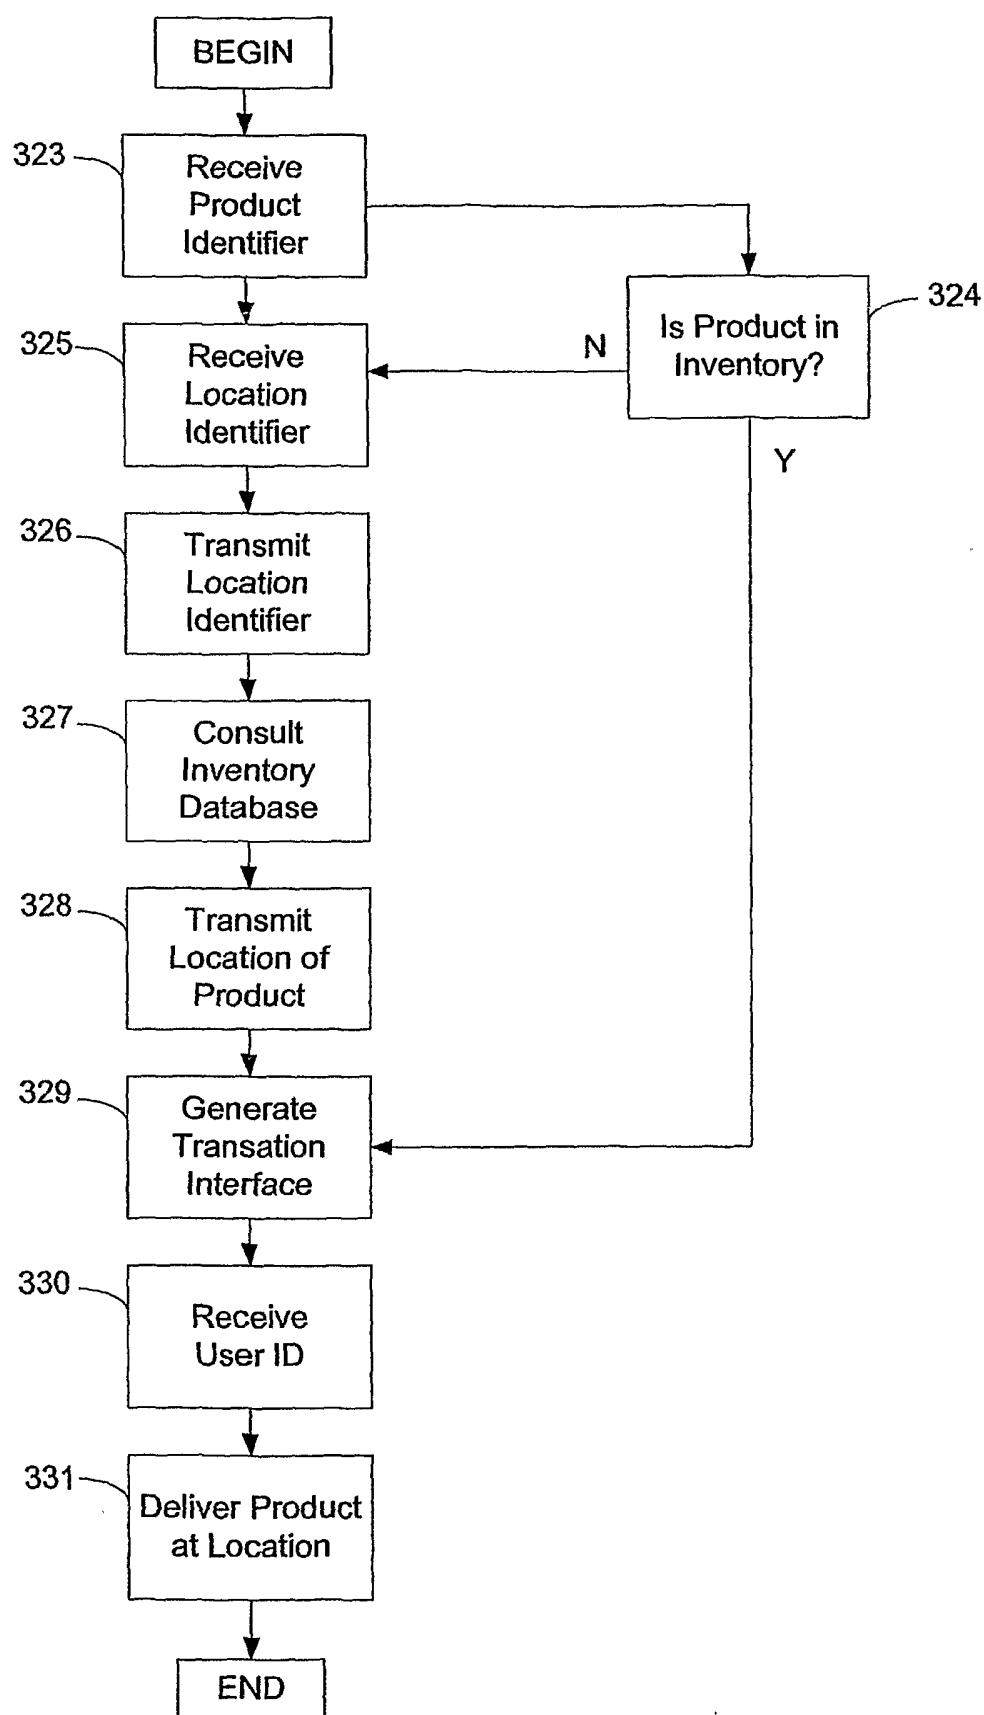 BEGIN
323
Receive
Product
Identifier
324
Is Product in
Inventory?
N
Y
325
Receive
Location
Identifier
326
Transmit
Location
Identifier
327
Consult
Inventory
Database
328
Transmit
Location of
Product
329
Generate
Transation
Interface
330
Receive
User ID
331
Deliver Product
at Location
END